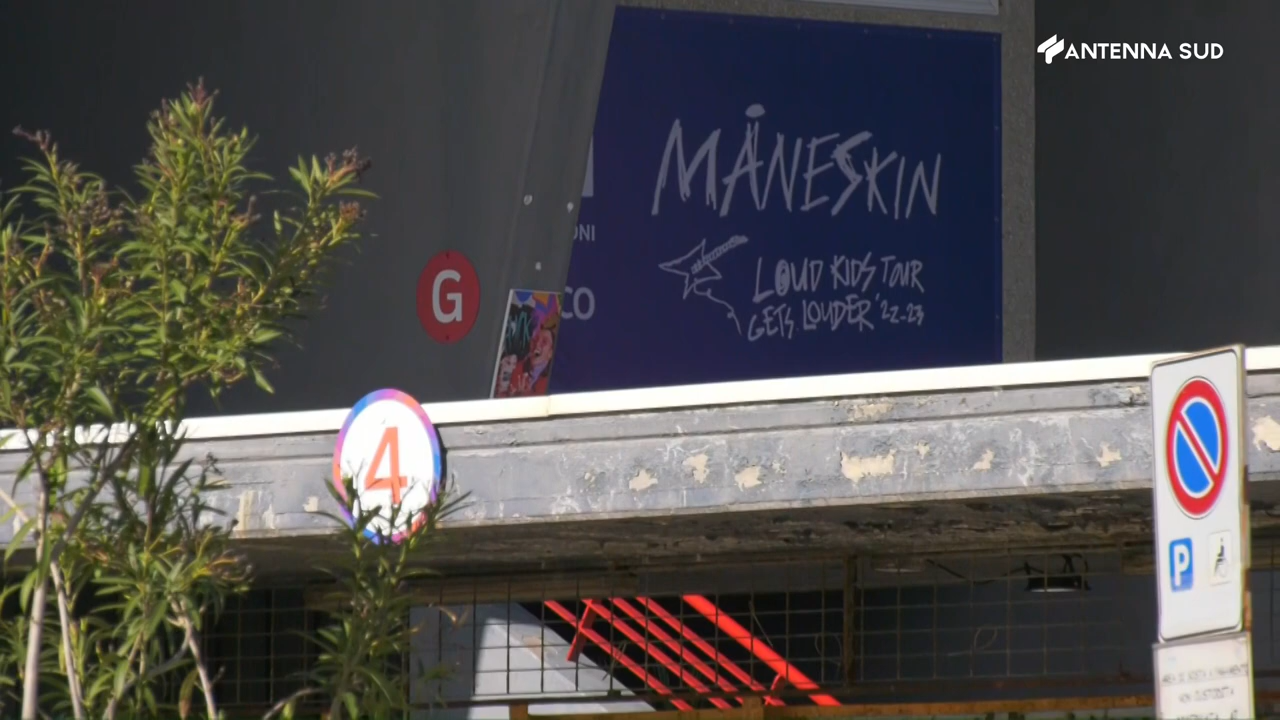 ANTENNA SUD
MÅNESKIN
LOUD KIDS TOUR
GETS LOUDER '22-23
ONI
CO
G
4
P